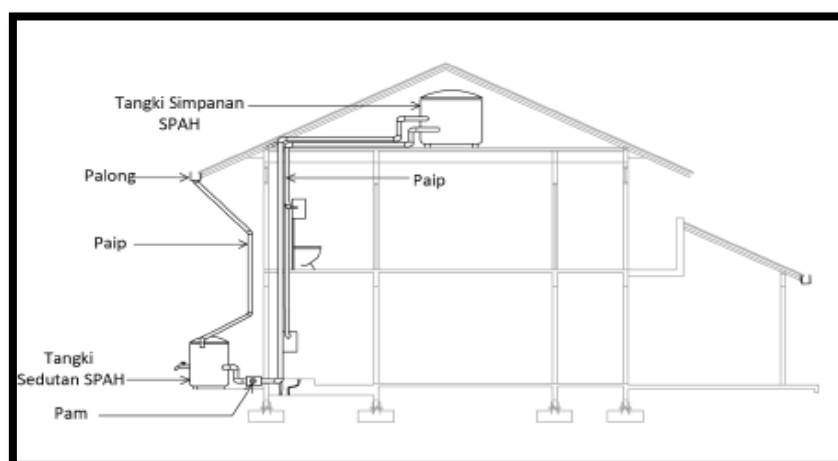 Tangki Simpanan
SPAH
Palong
Paip
Paip
Tangki
Sedutan SPAH
Pam